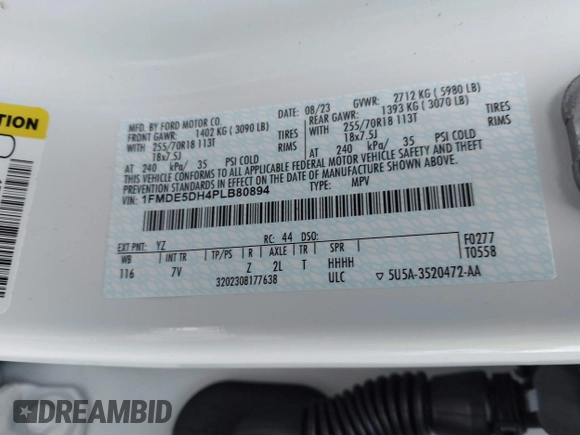 TION
MFD. BY FORD MOTOR CO.
DATE: 08/23 GVWR: 2712 KG ( 5980 LB)
FRONT GAWR: 1402 KG ( 3090 LB) REAR GAWR: 1393 KG ( 3070 LB)
WITH 255/70R18 113T TIRES WITH 255/70R18 113T TIRES
18x7.5J RIMS 18x7.5J RIMS
AT 240 kPa/ 35 PSI COLD AT 240 kPa/ 35 PSI COLD
THIS VEHICLE CONFORMS TO ALL APPLICABLE FEDERAL MOTOR VEHICLE SAFETY AND THEFT
PREVENTION STANDARDS IN EFFECT ON THE DATE OF MANUFACTURE SHOWN ABOVE.
VIN: 1FMDE5DH4PLB80894 TYPE: MPV
EXT PNT: YZ RC: 44 DSO: F0277
WB INT TR TP/PS R AXLE TR SPR T0558
116 7V Z 2L T HHHH
3202308177638 ULC ▽ 5U5A-3520472-AA
DREAMBID